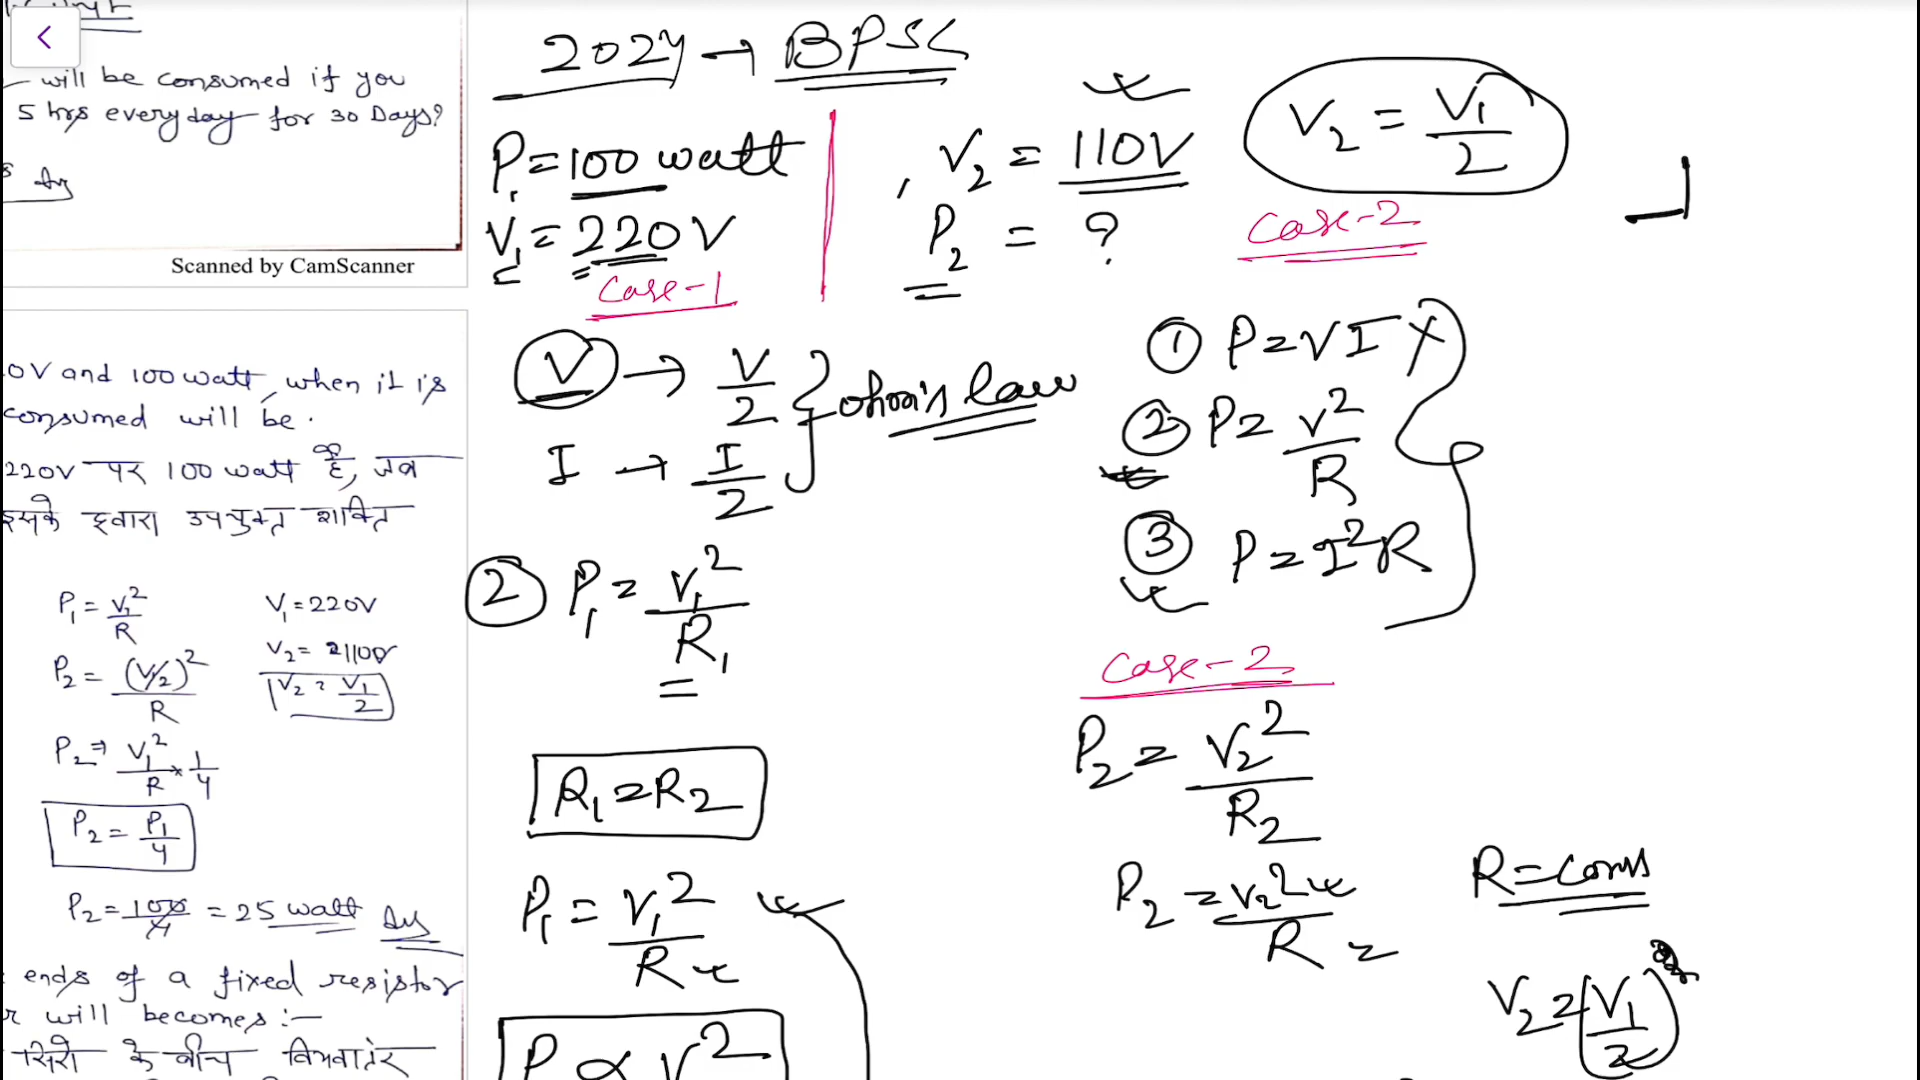 will be consumed if you
5 hrs everyday for 30 Days?
Ans
Scanned by CamScanner
0V and 100 watt, when it is
consumed will be.
220V पर 100 watt है, जब
इसके द्वारा उपयुक्त शक्ति
P₁ = V₁²/R
V₁ = 220V
P₂ = (V/2)²/R
V₂ = 110V
V₂ = V₁/2
P₂ ⇒ V₁²/R × 1/4
P₂ = P₁/4
P₂ = 100/4 = 25 watt Ans
ends of a fixed resistor
r will becomes :-
सिरों के बीच विभवांतर
2024 → BPSC
P₁ = 100 watt
V₁ = 220 V
Case-1
, V₂ = 110V
P₂ = ?
V₂ = V₁/2
Case-2
V → V/2
I → I/2
} ohm's law
① P = VI ×
② P = V²/R
③ P = I²R
② P₁ = V₁²/R₁
R₁ = R₂
P₁ = V₁²/R
P ∝ V²
Case-2
P₂ = V₂²/R₂
P₂ = V₂²/R =
R = cons
V₂ = (V₁/2)